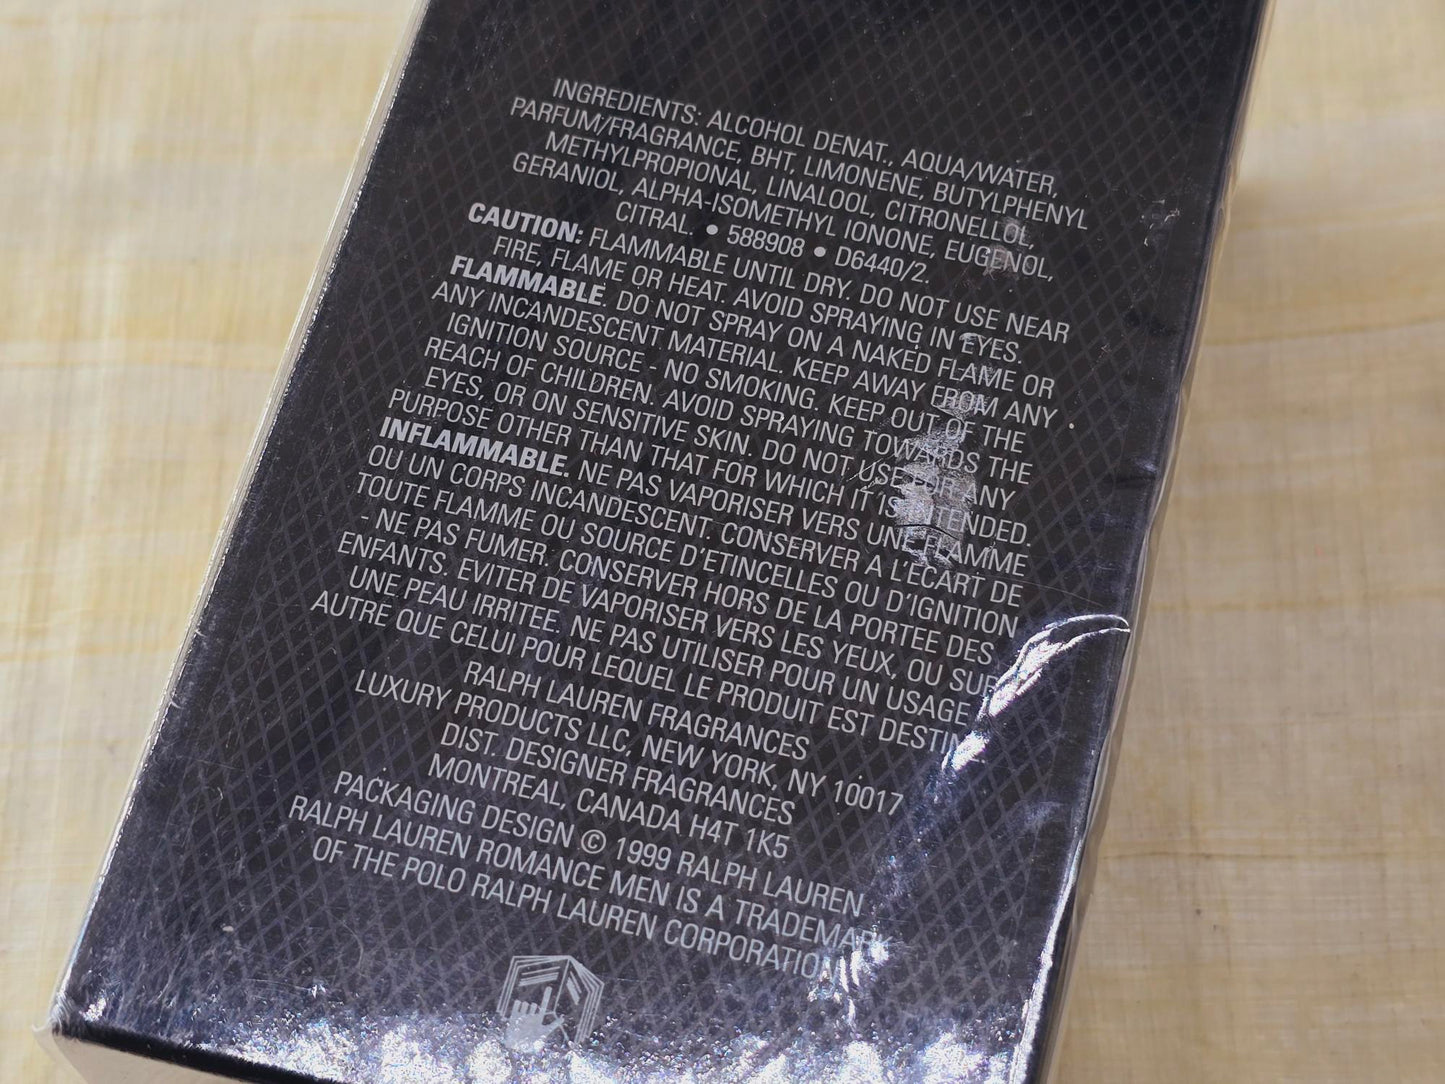 INGREDIENTS: ALCOHOL DENAT., AQUA/WATER,
PARFUM/FRAGRANCE, BHT, LIMONENE, BUTYLPHENYL
METHYLPROPIONAL, LINALOOL, CITRONELLOL,
GERANIOL, ALPHA-ISOMETHYL IONONE, EUGENOL,
CITRAL. • 588908 • D6440/2.
CAUTION: FLAMMABLE UNTIL DRY. DO NOT USE NEAR
FIRE, FLAME OR HEAT. AVOID SPRAYING IN EYES.
FLAMMABLE. DO NOT SPRAY ON A NAKED FLAME OR
ANY INCANDESCENT MATERIAL. KEEP AWAY FROM ANY
IGNITION SOURCE - NO SMOKING. KEEP OUT OF THE
REACH OF CHILDREN. AVOID SPRAYING TOWARDS THE
EYES, OR ON SENSITIVE SKIN. DO NOT USE FOR ANY
PURPOSE OTHER THAN THAT FOR WHICH IT IS INTENDED.
INFLAMMABLE. NE PAS VAPORISER VERS UNE FLAMME
OU UN CORPS INCANDESCENT. CONSERVER A L'ECART DE
TOUTE FLAMME OU SOURCE D'ETINCELLES OU D'IGNITION
- NE PAS FUMER, CONSERVER HORS DE LA PORTEE DES
ENFANTS, EVITER DE VAPORISER VERS LES YEUX, OU SUR
UNE PEAU IRRITEE. NE PAS UTILISER POUR UN USAGE
AUTRE QUE CELUI POUR LEQUEL LE PRODUIT EST
RALPH LAUREN FRAGRANCES
LUXURY PRODUCTS LLC, NEW YORK, NY 10017
DIST. DESIGNER FRAGRANCES
MONTREAL, CANADA H4T 1K5
PACKAGING DESIGN © 1999 RALPH LAUREN
RALPH LAUREN ROMANCE MEN IS A TRADEMARK
OF THE POLO RALPH LAUREN CORPORATION